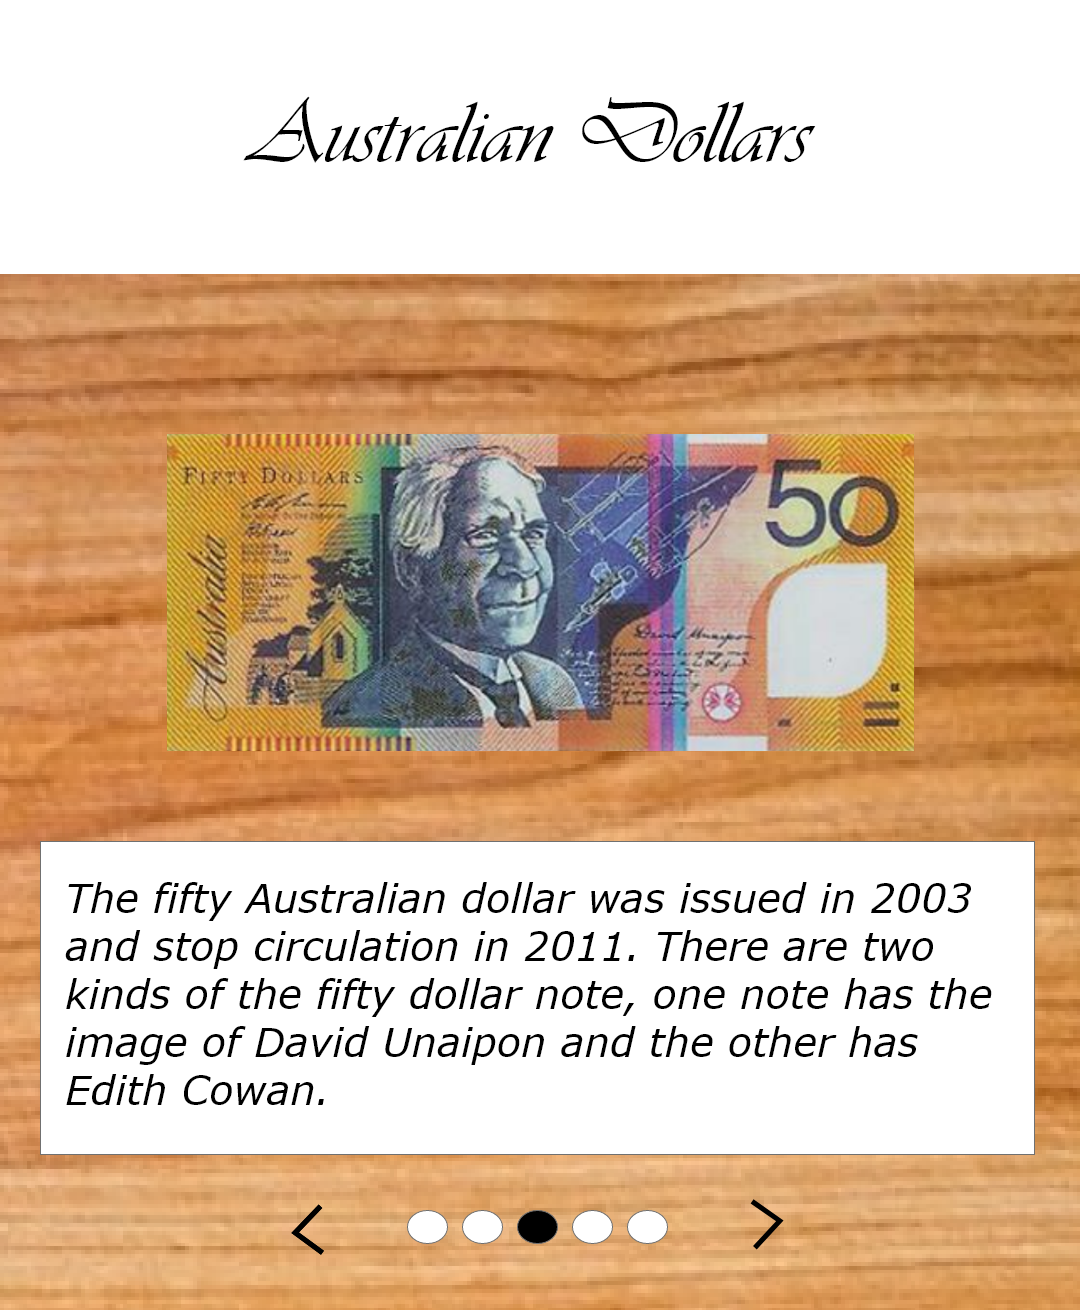 Australian Dollars
FIFTY DOLLARS
50
Australia
David Unaipon
The fifty Australian dollar was issued in 2003
and stop circulation in 2011. There are two
kinds of the fifty dollar note, one note has the
image of David Unaipon and the other has
Edith Cowan.